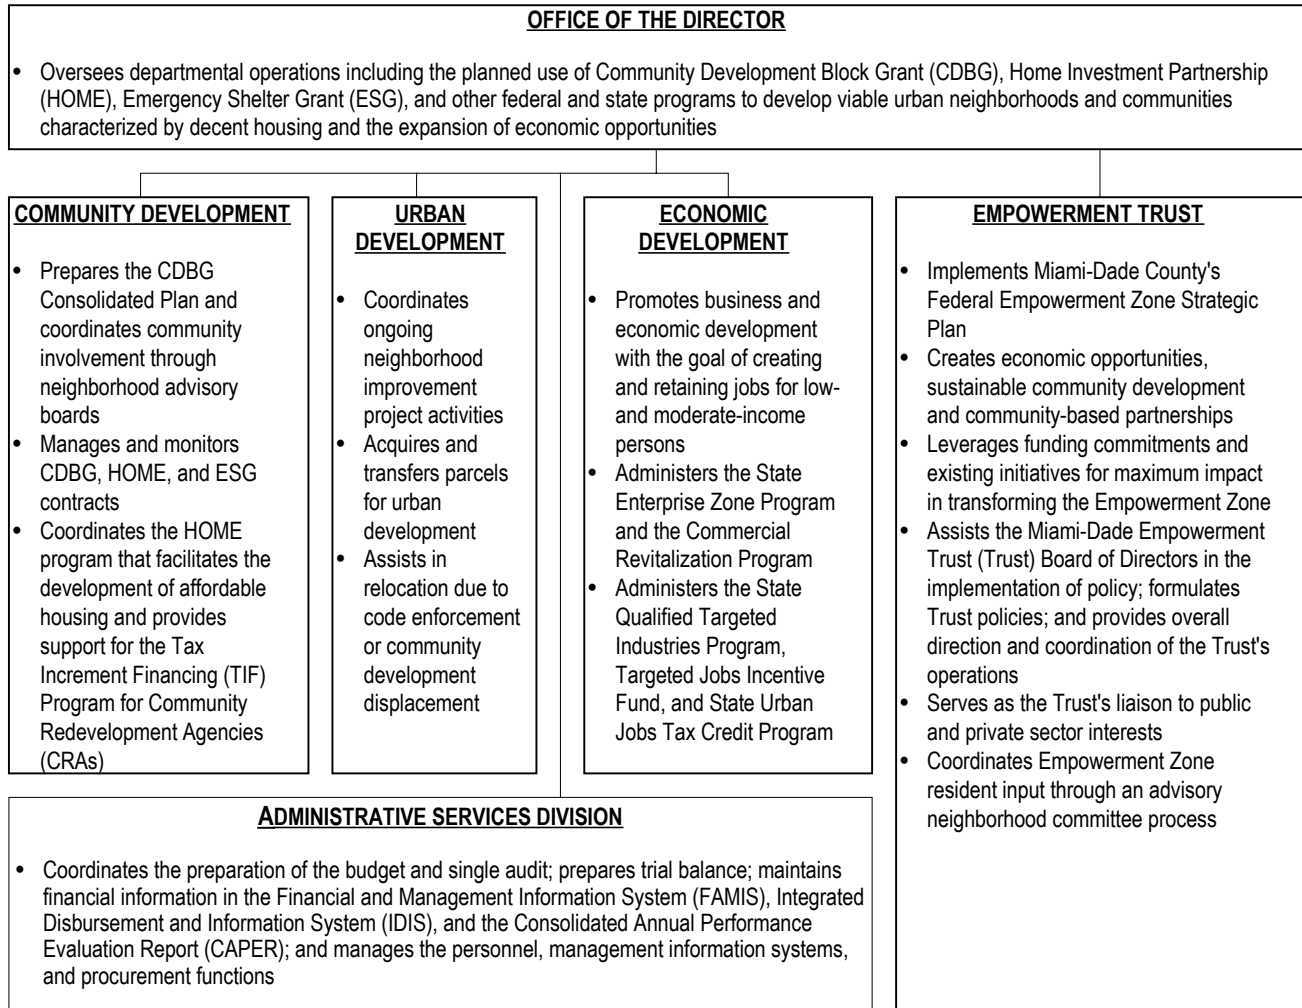 OFFICE OF THE DIRECTOR
• Oversees departmental operations including the planned use of Community Development Block Grant (CDBG), Home Investment Partnership
(HOME), Emergency Shelter Grant (ESG), and other federal and state programs to develop viable urban neighborhoods and communities
characterized by decent housing and the expansion of economic opportunities
COMMUNITY DEVELOPMENT
• Prepares the CDBG
Consolidated Plan and
coordinates community
involvement through
neighborhood advisory
boards
• Manages and monitors
CDBG, HOME, and ESG
contracts
• Coordinates the HOME
program that facilitates the
development of affordable
housing and provides
support for the Tax
Increment Financing (TIF)
Program for Community
Redevelopment Agencies
(CRAs)
URBAN
DEVELOPMENT
• Coordinates
ongoing
neighborhood
improvement
project activities
• Acquires and
transfers parcels
for urban
development
• Assists in
relocation due to
code enforcement
or community
development
displacement
ECONOMIC
DEVELOPMENT
• Promotes business and
economic development
with the goal of creating
and retaining jobs for low-
and moderate-income
persons
• Administers the State
Enterprise Zone Program
and the Commercial
Revitalization Program
• Administers the State
Qualified Targeted
Industries Program,
Targeted Jobs Incentive
Fund, and State Urban
Jobs Tax Credit Program
EMPOWERMENT TRUST
• Implements Miami-Dade County's
Federal Empowerment Zone Strategic
Plan
• Creates economic opportunities,
sustainable community development
and community-based partnerships
• Leverages funding commitments and
existing initiatives for maximum impact
in transforming the Empowerment Zone
• Assists the Miami-Dade Empowerment
Trust (Trust) Board of Directors in the
implementation of policy; formulates
Trust policies; and provides overall
direction and coordination of the Trust's
operations
• Serves as the Trust's liaison to public
and private sector interests
• Coordinates Empowerment Zone
resident input through an advisory
neighborhood committee process
ADMINISTRATIVE SERVICES DIVISION
• Coordinates the preparation of the budget and single audit; prepares trial balance; maintains
financial information in the Financial and Management Information System (FAMIS), Integrated
Disbursement and Information System (IDIS), and the Consolidated Annual Performance
Evaluation Report (CAPER); and manages the personnel, management information systems,
and procurement functions